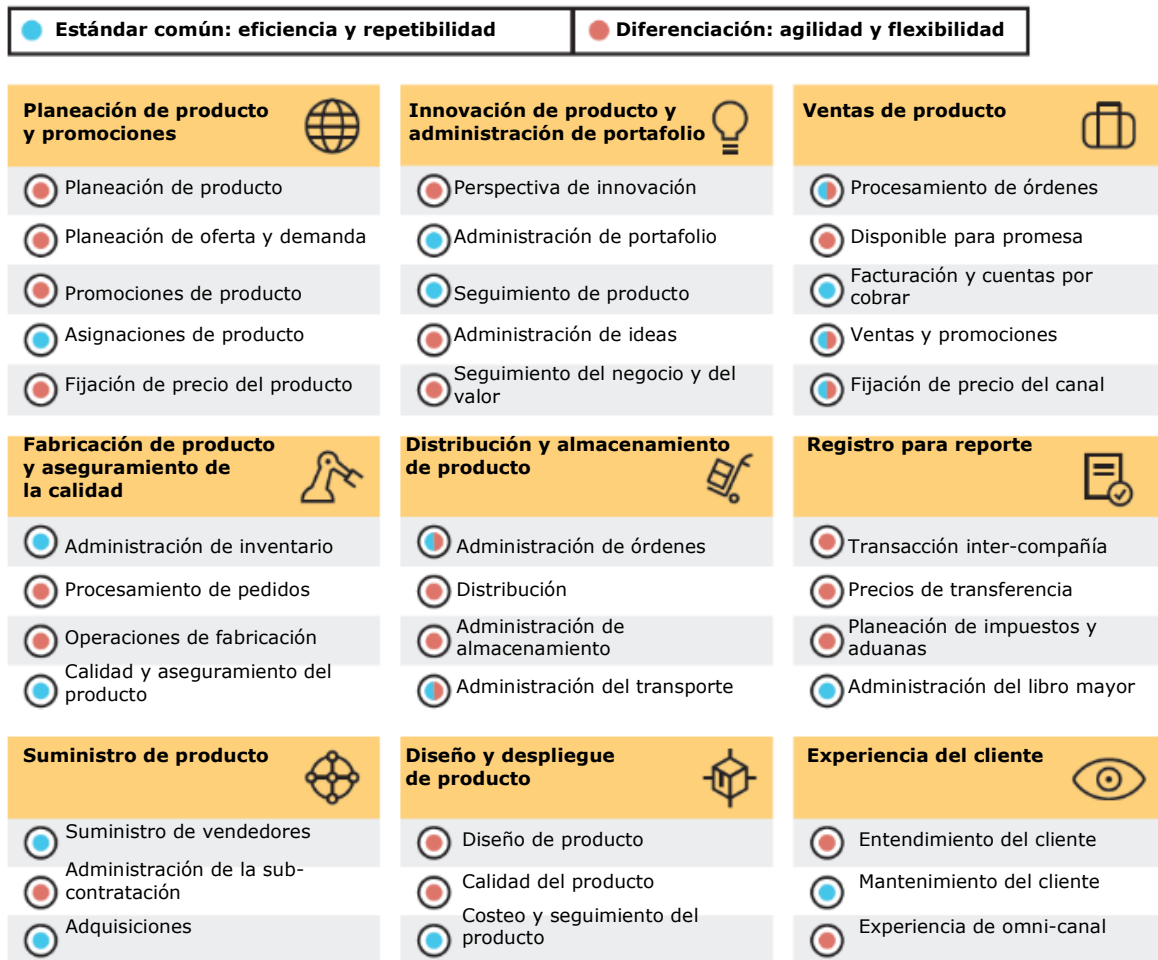 Estándar común: eficiencia y repetibilidad
Diferenciación: agilidad y flexibilidad
Planeación de producto
y promociones
Planeación de producto
Planeación de oferta y demanda
Promociones de producto
Asignaciones de producto
Fijación de precio del producto
Innovación de producto y
administración de portafolio
Perspectiva de innovación
Administración de portafolio
Seguimiento de producto
Administración de ideas
Seguimiento del negocio y del
valor
Ventas de producto
Procesamiento de órdenes
Disponible para promesa
Facturación y cuentas por
cobrar
Ventas y promociones
Fijación de precio del canal
Fabricación de producto
y aseguramiento de
la calidad
Administración de inventario
Procesamiento de pedidos
Operaciones de fabricación
Calidad y aseguramiento del
producto
Distribución y almacenamiento
de producto
Administración de órdenes
Distribución
Administración de
almacenamiento
Administración del transporte
Registro para reporte
Transacción inter-compañía
Precios de transferencia
Planeación de impuestos y
aduanas
Administración del libro mayor
Suministro de producto
Suministro de vendedores
Administración de la sub-
contratación
Adquisiciones
Diseño y despliegue
de producto
Diseño de producto
Calidad del producto
Costeo y seguimiento del
producto
Experiencia del cliente
Entendimiento del cliente
Mantenimiento del cliente
Experiencia de omni-canal